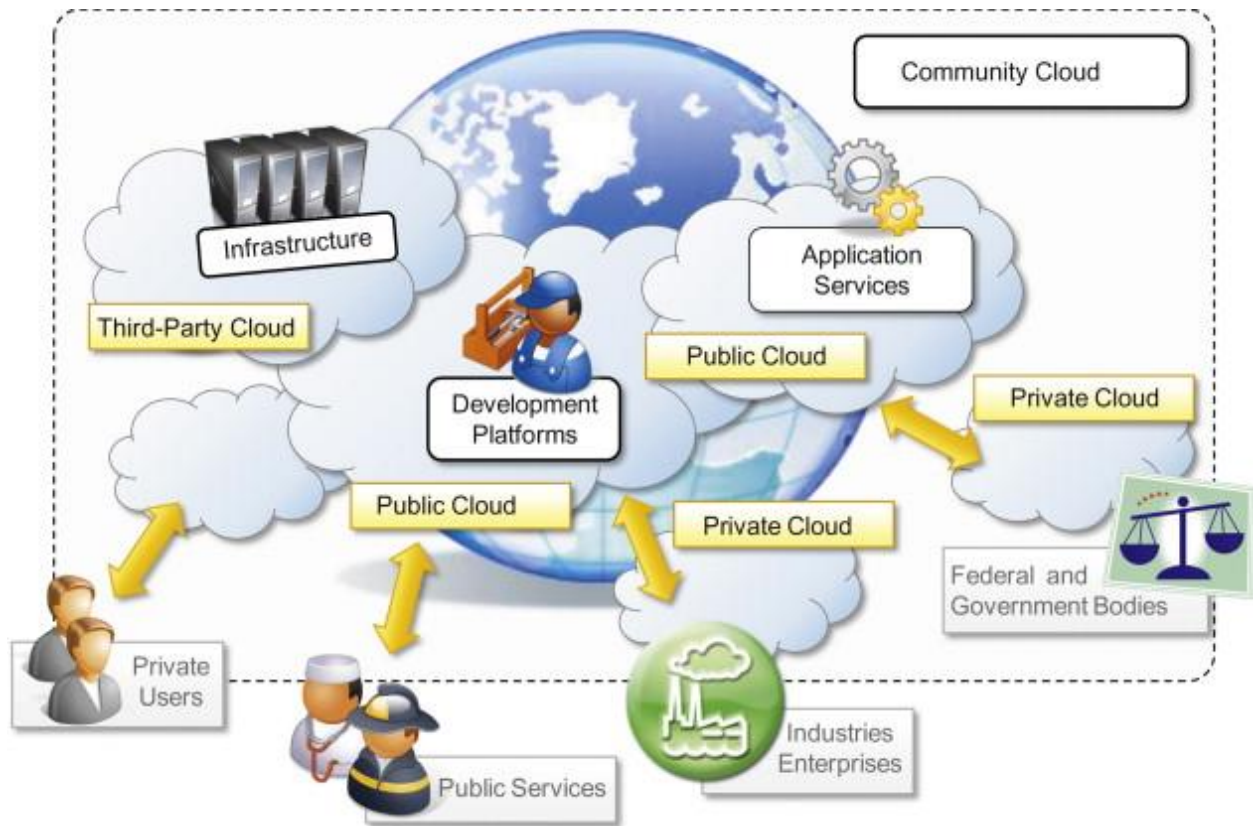 Community Cloud
Infrastructure
Application
Services
Third-Party Cloud
Public Cloud
Development
Platforms
Private Cloud
Public Cloud
Private Cloud
Federal and
Government Bodies
Private
Users
Industries
Enterprises
Public Services